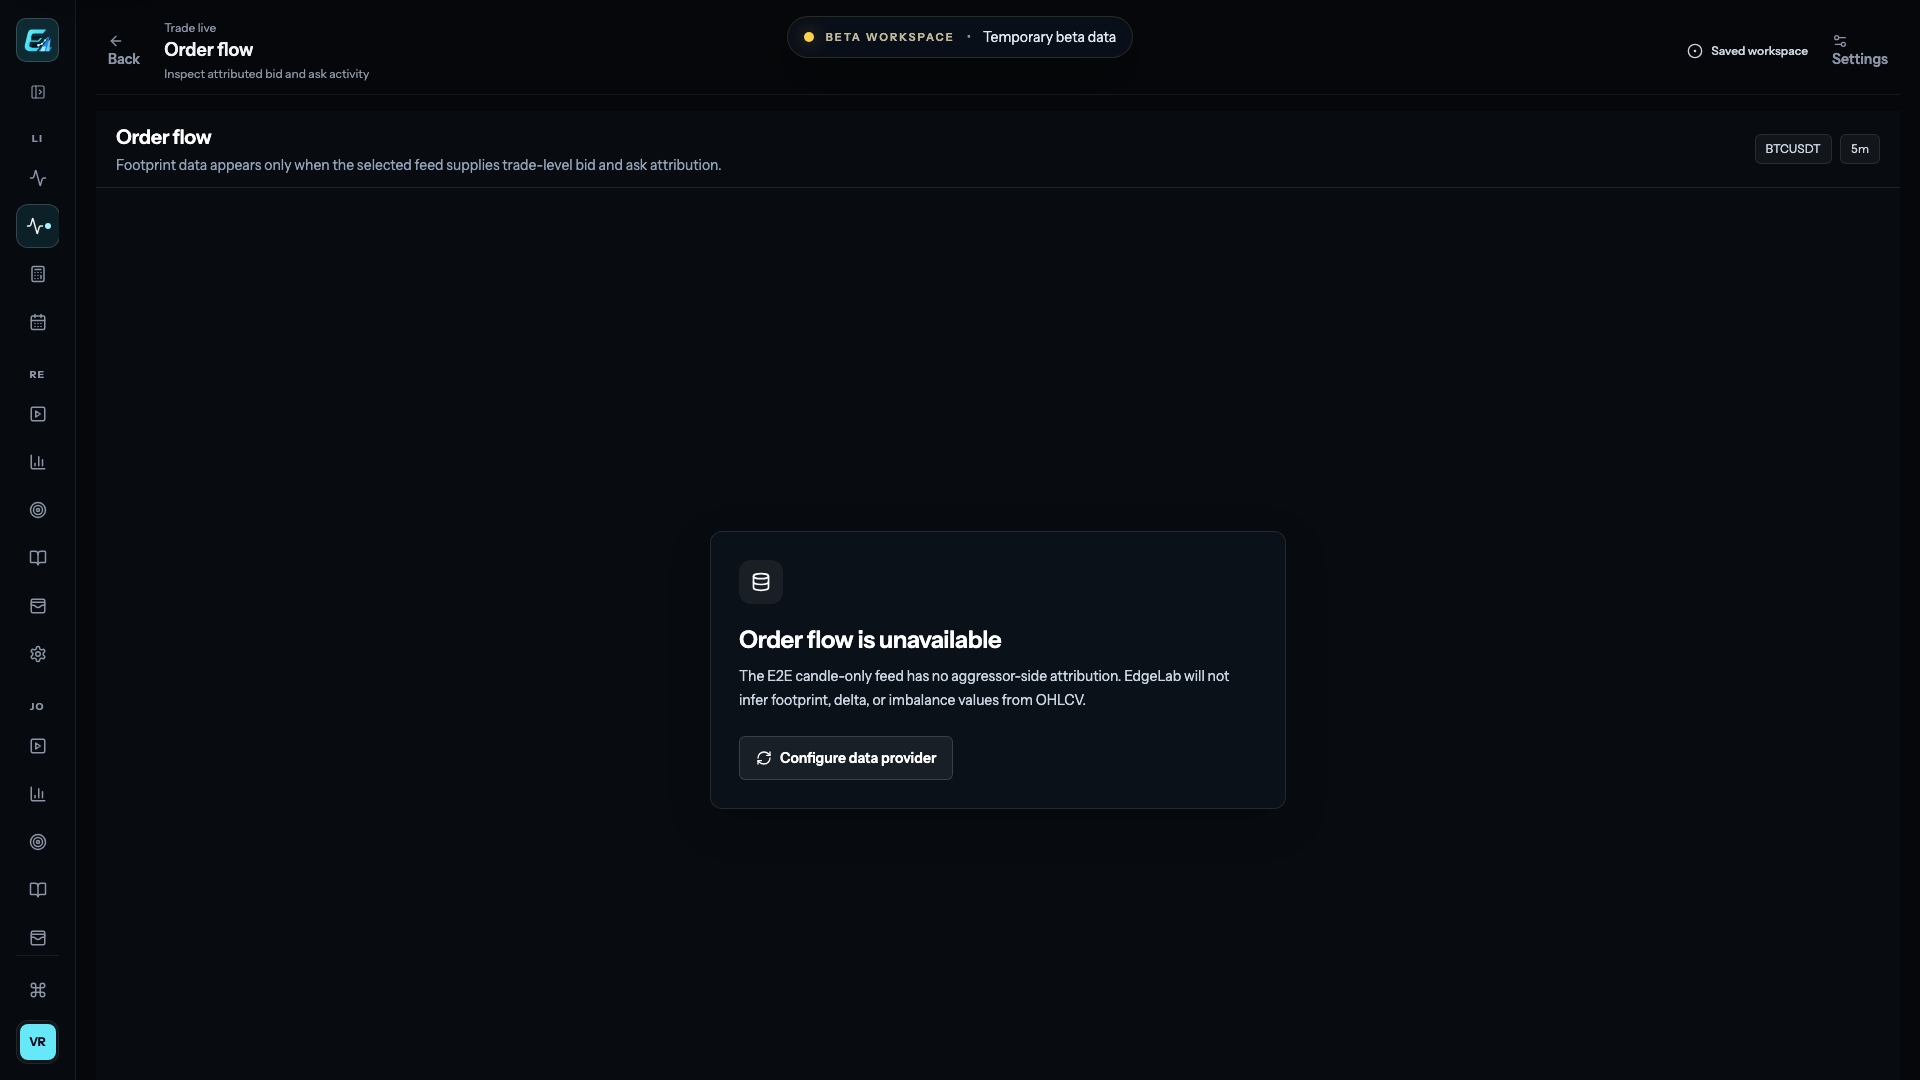 Back
Trade live
Order flow
Inspect attributed bid and ask activity
BETA WORKSPACE • Temporary beta data
Saved workspace
Settings
LI
RE
JO
VR
Order flow
Footprint data appears only when the selected feed supplies trade-level bid and ask attribution.
BTCUSDT
5m
Order flow is unavailable
The E2E candle-only feed has no aggressor-side attribution. EdgeLab will not
infer footprint, delta, or imbalance values from OHLCV.
Configure data provider